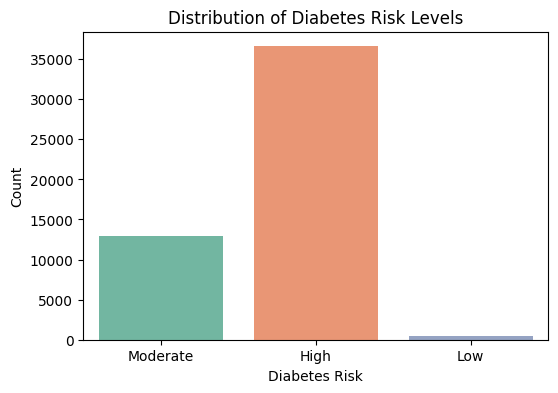 Distribution of Diabetes Risk Levels
Count
35000
30000
25000
20000
15000
10000
5000
0
Moderate
High
Low
Diabetes Risk